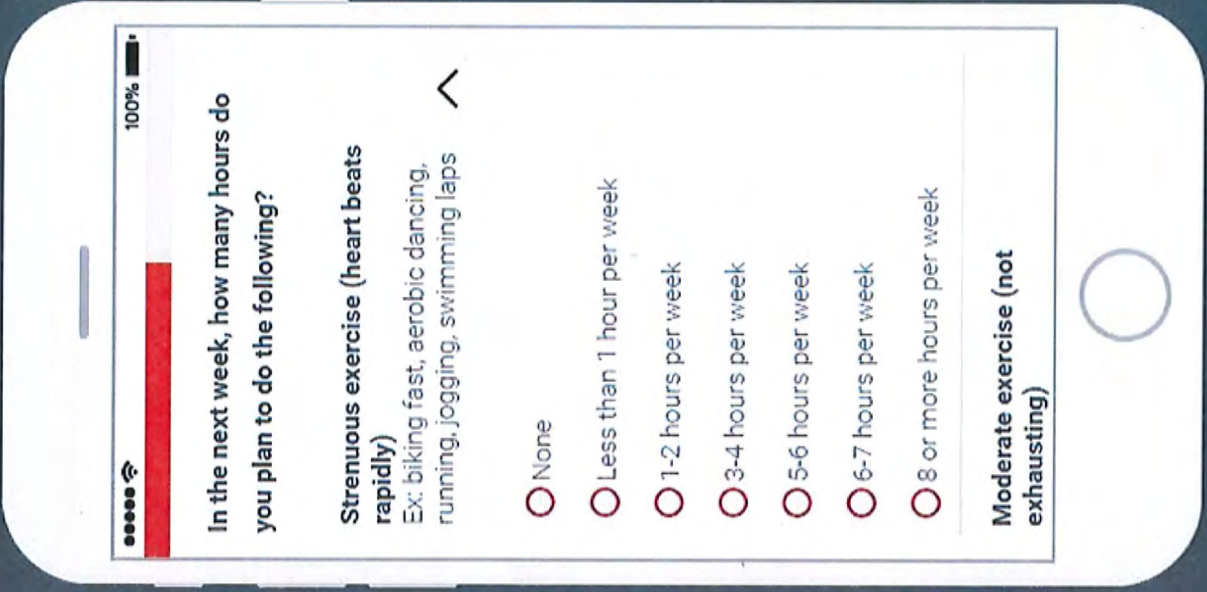 100%
In the next week, how many hours do
you plan to do the following?
Strenuous exercise (heart beats
rapidly)
Ex: biking fast, aerobic dancing,
running, jogging, swimming laps
None
Less than 1 hour per week
1-2 hours per week
3-4 hours per week
5-6 hours per week
6-7 hours per week
8 or more hours per week
Moderate exercise (not
exhausting)